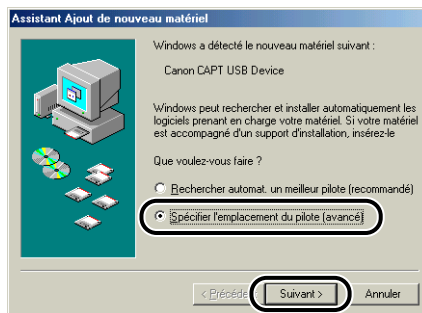 Assistant Ajout de nouveau matériel
Windows a détecté le nouveau matériel suivant :
Canon CAPT USB Device
Windows peut rechercher et installer automatiquement les
logiciels prenant en charge votre matériel. Si votre matériel
est accompagné d'un support d'installation, insérez-le
Que voulez-vous faire ?
Rechercher automat. un meilleur pilote (recommandé)
Spécifier l'emplacement du pilote (avancé)
< Précéde Suivant > Annuler